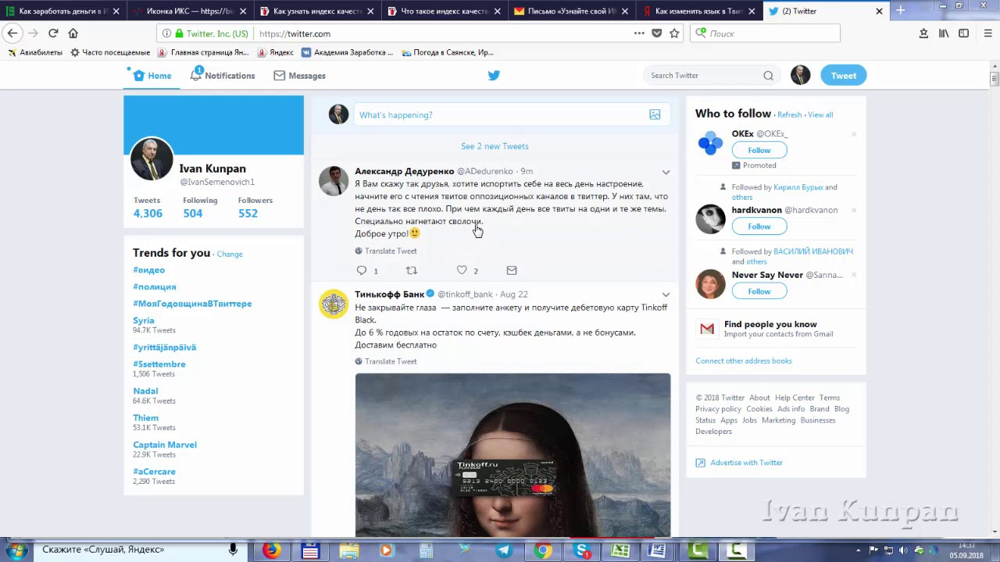 Как заработать деньги в И
Иконка ИКС — https://bi
Как узнать индекс качест
Что такое индекс качеств
Письмо «Узнайте свой ИК
Как изменить язык в Тви
(2) Twitter
Twitter, Inc. (US)
https://twitter.com
Поиск
Авиабилеты
Часто посещаемые
Главная страница Ян...
Яндекс
Академия Заработка ...
Погода в Саянске, Ир...
Home
1
Notifications
Messages
Search Twitter
Tweet
Ivan Kunpan
@IvanSemenovich1
Tweets Following Followers
4,306 504 552
Trends for you · Change
#видео
#полиция
#МояГодовщинаВТвиттере
Syria
94.7K Tweets
#yrittäjänpäivä
#5settembre
1,506 Tweets
Nadal
64.6K Tweets
Thiem
53.1K Tweets
Captain Marvel
22.9K Tweets
#aCercare
2,290 Tweets
What's happening?
See 2 new Tweets
Александр Дедуренко @ADedurenko · 9m
Я Вам скажу так друзья, хотите испортить себе на весь день настроение,
начните его с чтения твитов оппозиционных каналов в твиттер. У них там, что
не день так все плохо. При чем каждый день все твиты на одни и те же темы.
Специально нагнетают сволочи.
Доброе утро!
Translate Tweet
1 2
Тинькофф Банк @tinkoff_bank · Aug 22
Не закрывайте глаза — заполните анкету и получите дебетовую карту Tinkoff
Black.
До 6 % годовых на остаток по счету, кэшбек деньгами, а не бонусами.
Доставим бесплатно
Translate Tweet
Tinkoff.ru
PLATINUM
world
mastercard
Who to follow · Refresh · View all
OKEx @OKEx_
Follow
Promoted
Followed by Кирилл Бурых and
others
hardkvanon @hardkvanon
Follow
Followed by ВАСИЛИЙ ИВАНОВИЧ
and others
Never Say Never @Sanna...
Follow
Find people you know
Import your contacts from Gmail
Connect other address books
© 2018 Twitter About Help Center Terms
Privacy policy Cookies Ads info Brand Blog
Status Apps Jobs Marketing Businesses
Developers
Advertise with Twitter
Ivan Kunpan
Скажите «Слушай, Яндекс»
14:37
05.09.2018